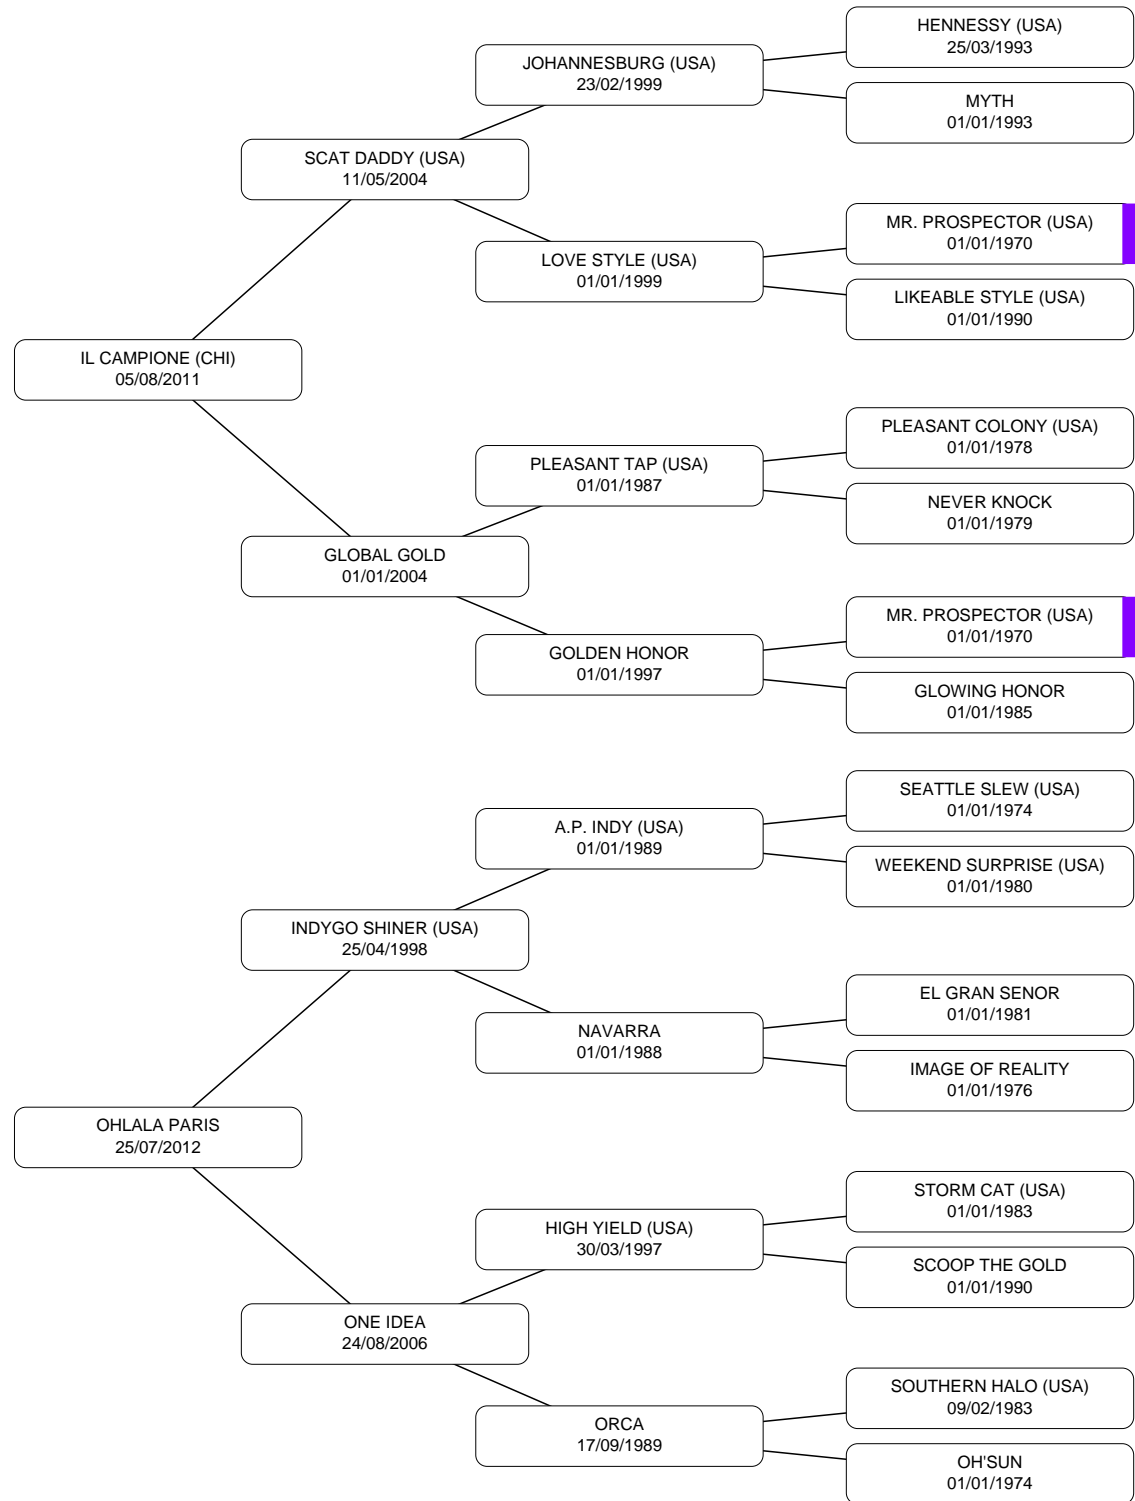 HENNESSY (USA)
25/03/1993
JOHANNESBURG (USA)
23/02/1999
MYTH
01/01/1993
SCAT DADDY (USA)
11/05/2004
MR. PROSPECTOR (USA)
01/01/1970
LOVE STYLE (USA)
01/01/1999
LIKEABLE STYLE (USA)
01/01/1990
IL CAMPIONE (CHI)
05/08/2011
PLEASANT COLONY (USA)
01/01/1978
PLEASANT TAP (USA)
01/01/1987
NEVER KNOCK
01/01/1979
GLOBAL GOLD
01/01/2004
MR. PROSPECTOR (USA)
01/01/1970
GOLDEN HONOR
01/01/1997
GLOWING HONOR
01/01/1985
SEATTLE SLEW (USA)
01/01/1974
A.P. INDY (USA)
01/01/1989
WEEKEND SURPRISE (USA)
01/01/1980
INDYGO SHINER (USA)
25/04/1998
EL GRAN SENOR
01/01/1981
NAVARRA
01/01/1988
IMAGE OF REALITY
01/01/1976
OHLALA PARIS
25/07/2012
STORM CAT (USA)
01/01/1983
HIGH YIELD (USA)
30/03/1997
SCOOP THE GOLD
01/01/1990
ONE IDEA
24/08/2006
SOUTHERN HALO (USA)
09/02/1983
ORCA
17/09/1989
OH'SUN
01/01/1974